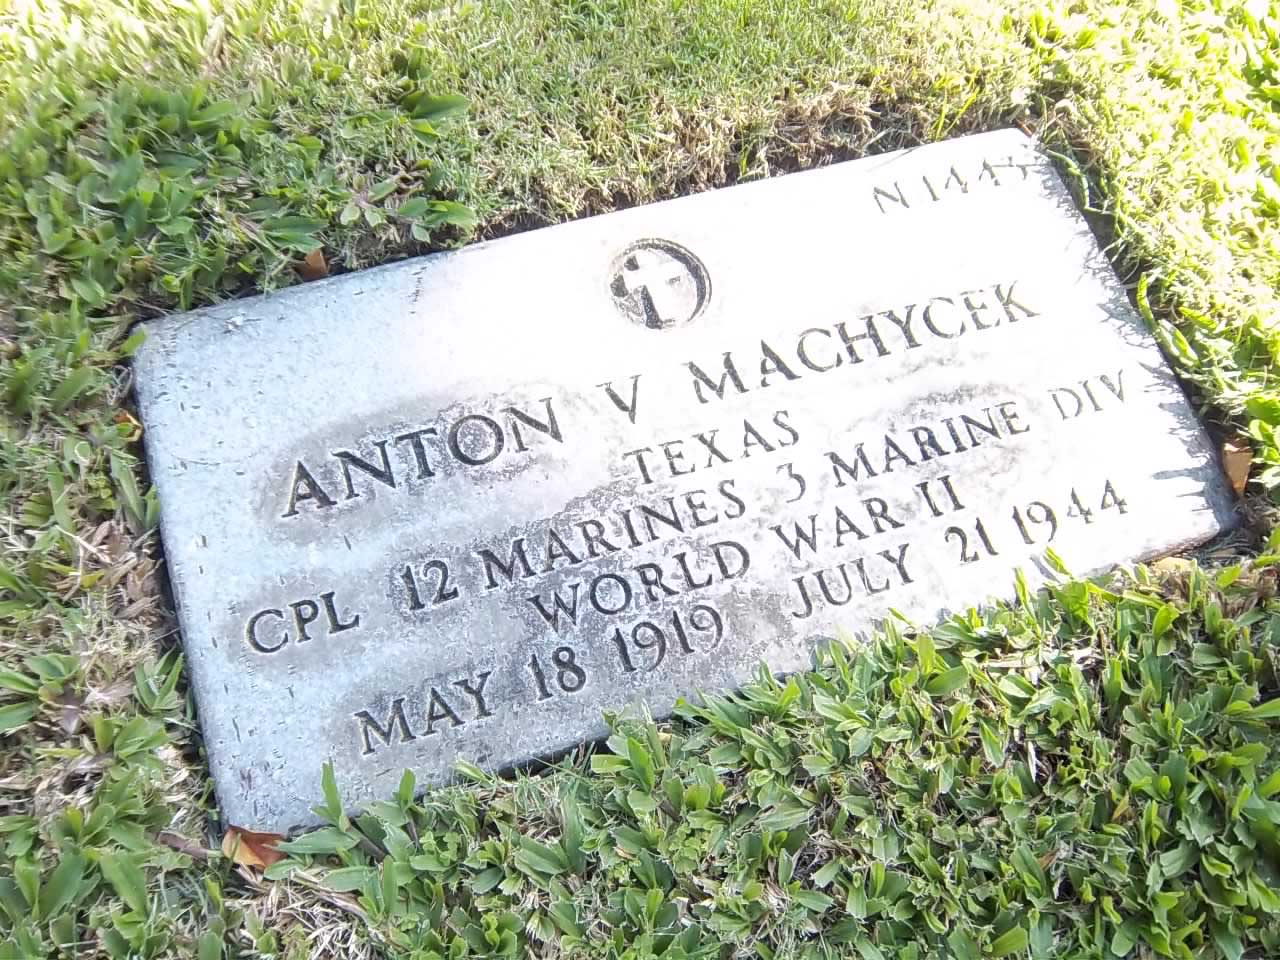 ANTON V MACHYCEK
TEXAS
CPL 12 MARINES 3 MARINE DIV
WORLD WAR II
MAY 18 1919 JULY 21 1944